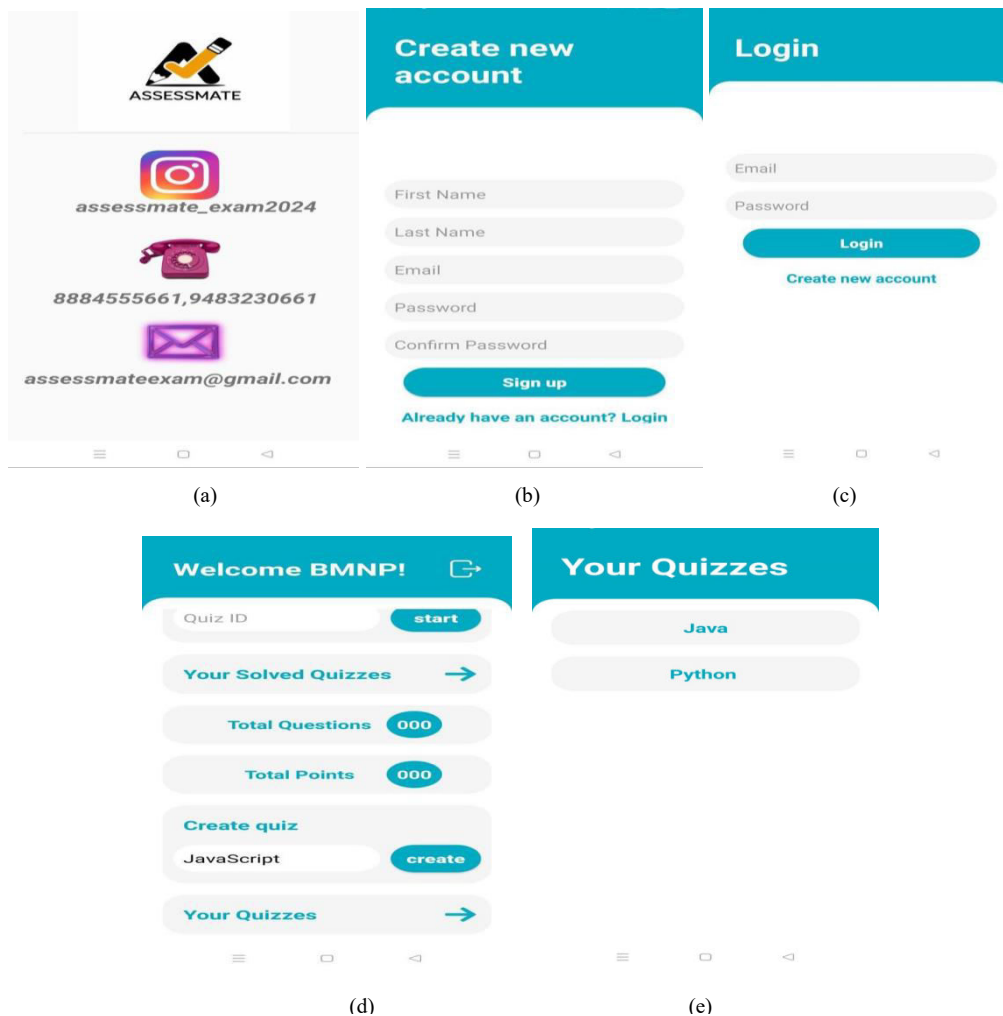 ASSESSMATE
assessmate_exam2024
8884555661,9483230661
assessmateexam@gmail.com
(a)
Create new
account
First Name
Last Name
Email
Password
Confirm Password
Sign up
Already have an account? Login
(b)
Login
Email
Password
Login
Create new account
(c)
Welcome BMNP!
Quiz ID
start
Your Solved Quizzes
Total Questions 000
Total Points 000
Create quiz
JavaScript
create
Your Quizzes
(d)
Your Quizzes
Java
Python
(e)